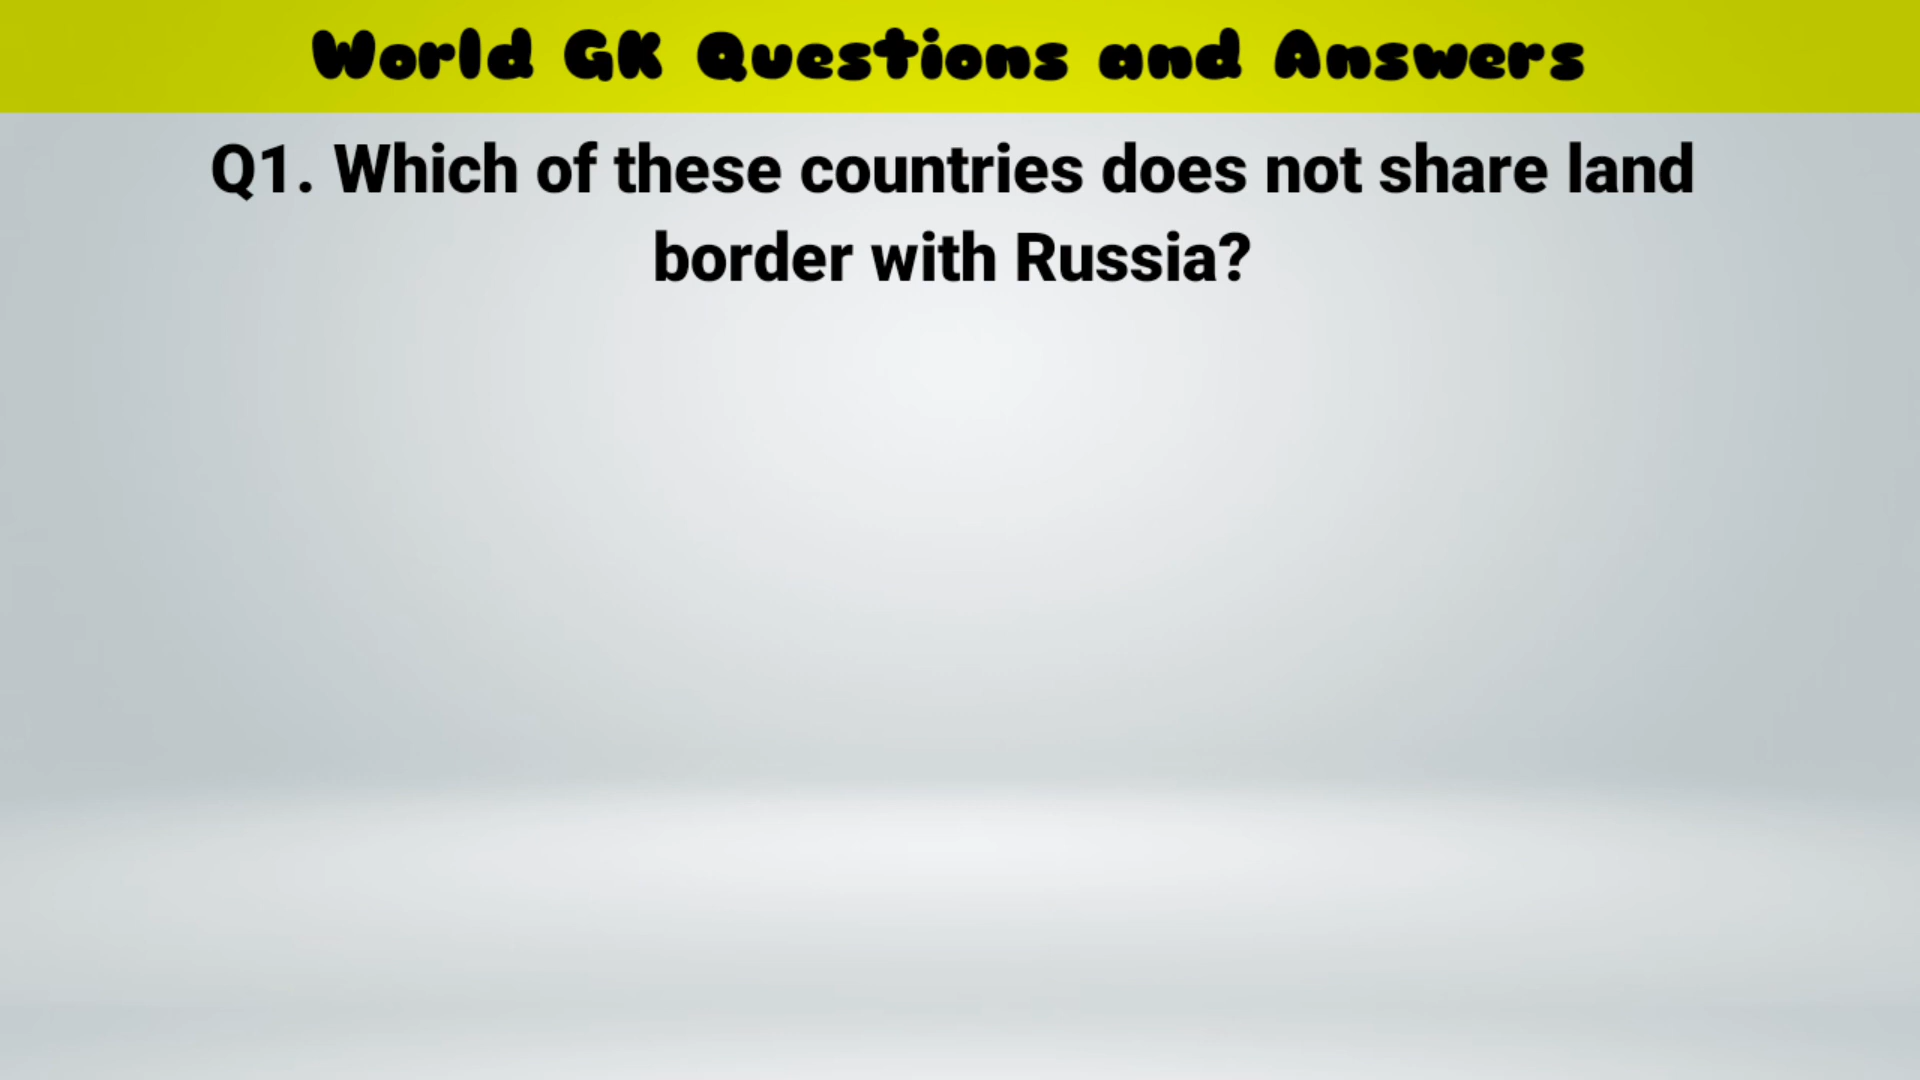 World GK Questions and Answers
Q1. Which of these countries does not share land
border with Russia?